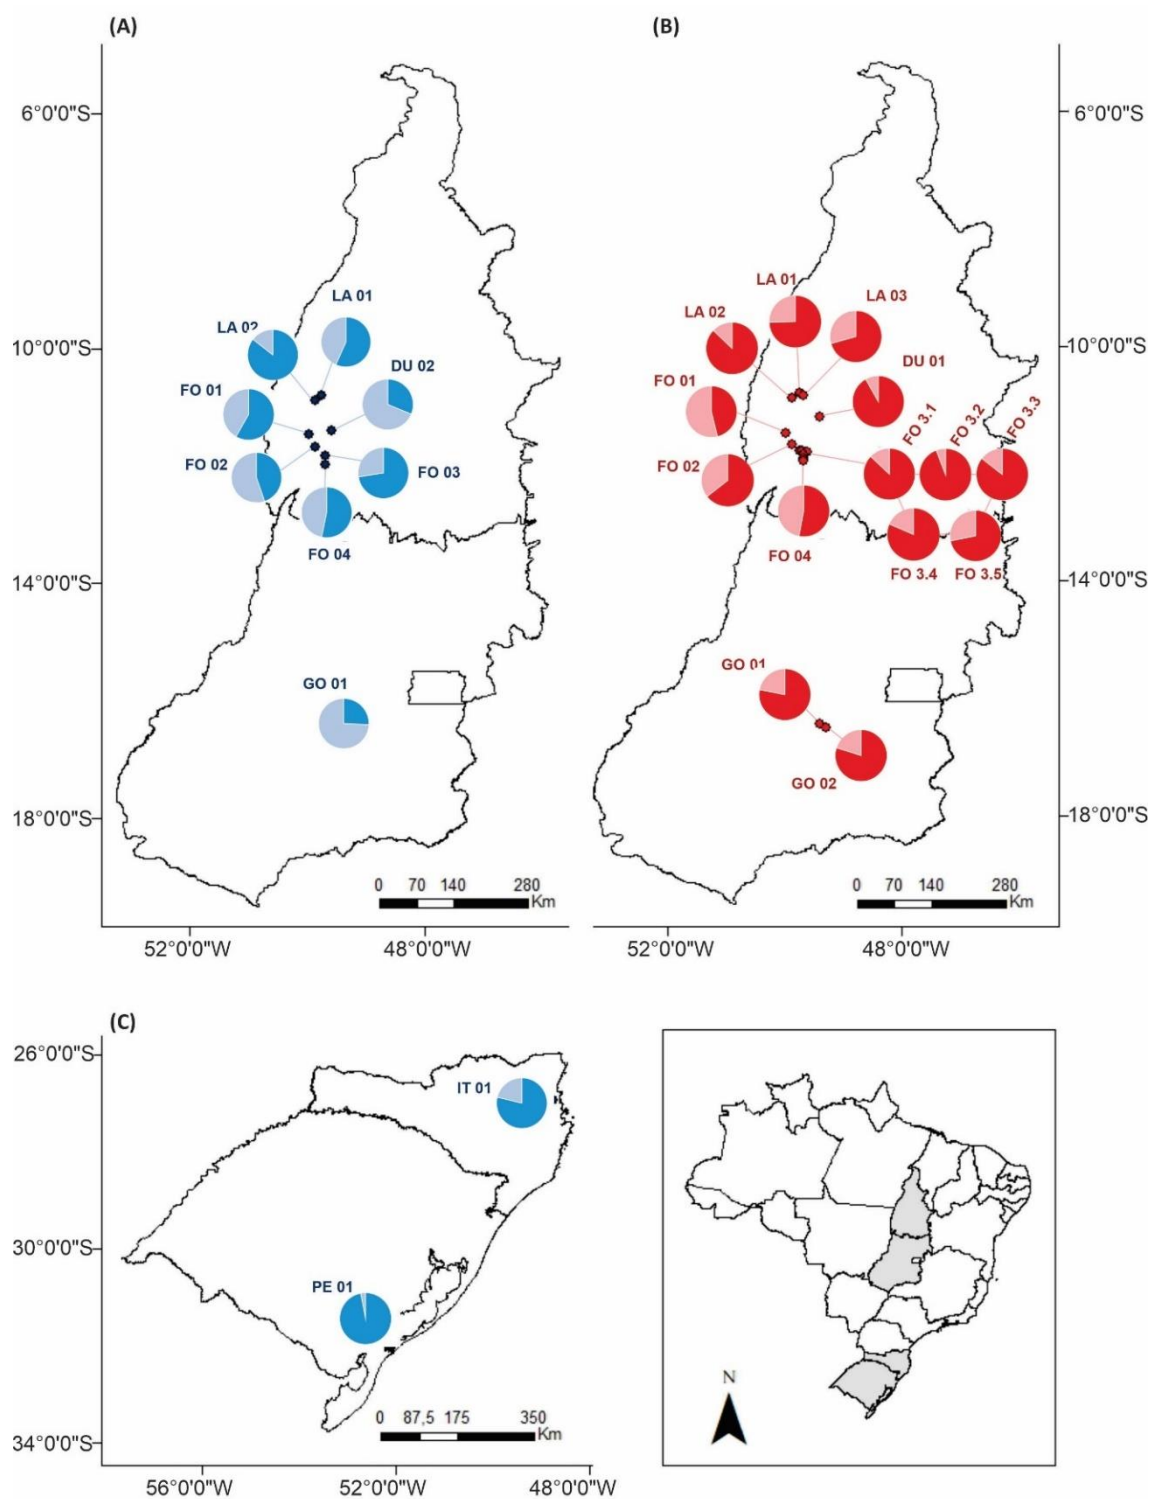 (A)
(B)
6°0'0"S
6°0'0"S
LA 01
LA 02
DU 02
FO 01
FO 02
FO 03
FO 04
LA 01
LA 02
LA 03
DU 01
FO 01
FO 3.1
FO 3.2
FO 3.3
FO 02
FO 04
FO 3.4
FO 3.5
10°0'0"S
10°0'0"S
14°0'0"S
14°0'0"S
GO 01
GO 01
GO 02
18°0'0"S
18°0'0"S
0 70 140 280
Km
0 70 140 280
Km
52°0'0"W 48°0'0"W
52°0'0"W 48°0'0"W
(C)
26°0'0"S
IT 01
30°0'0"S
PE 01
N
0 87,5 175 350
Km
34°0'0"S
56°0'0"W 52°0'0"W 48°0'0"W